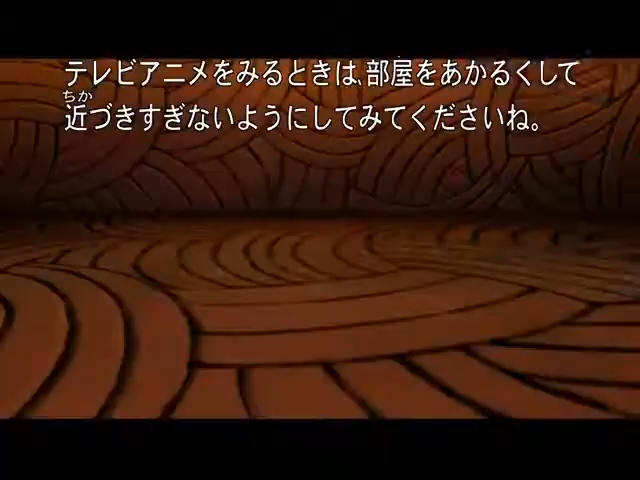 テレビアニメをみるときは、部屋をあかるくして
ちか
近づきすぎないようにしてみてくださいね。